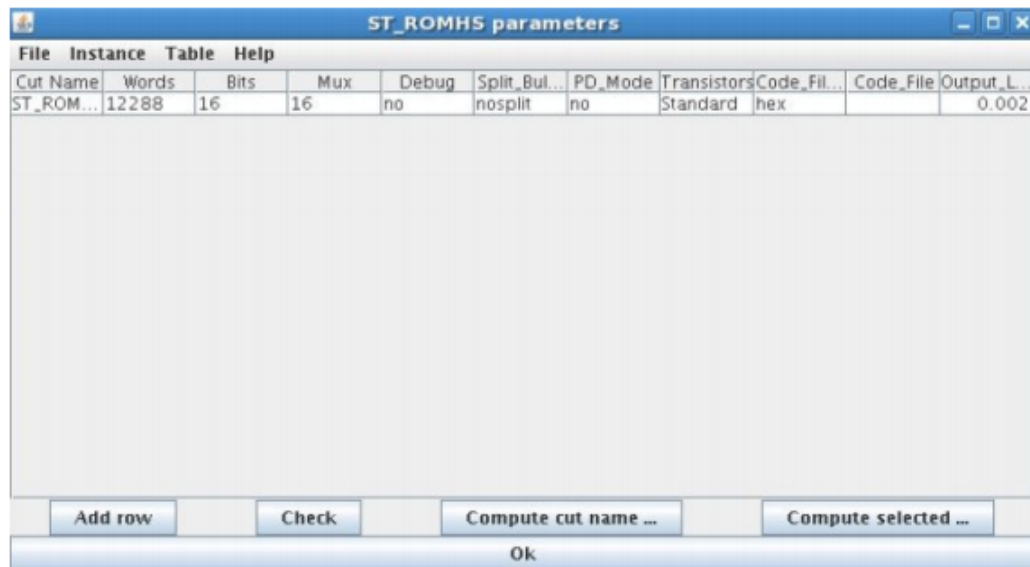 ST_ROMHS parameters
File Instance Table Help
Cut Name Words Bits Mux Debug Split_Bul... PD_Mode Transistors Code_Fil... Code_File Output_L...
ST_ROM... 12288 16 16 no nosplit no Standard hex 0.002
Add row Check Compute cut name ... Compute selected ...
Ok